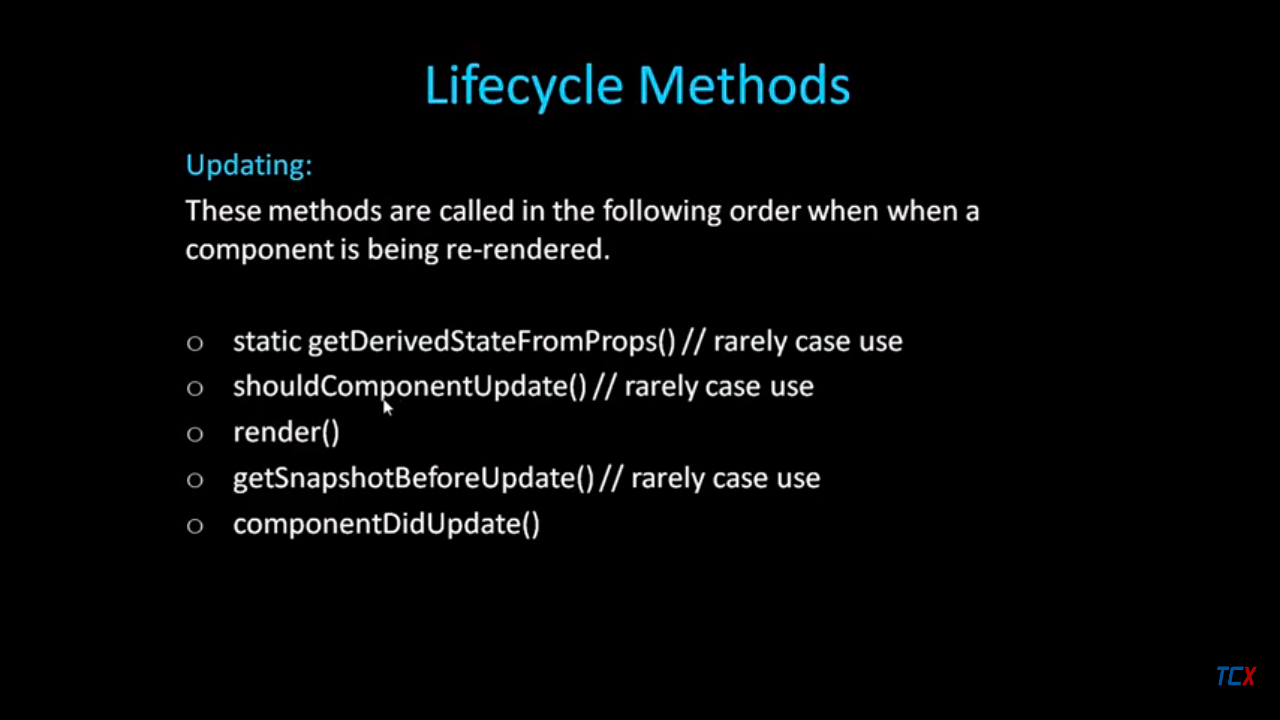 Lifecycle Methods
Updating:
These methods are called in the following order when when a
component is being re-rendered.
o static getDerivedStateFromProps() // rarely case use
o shouldComponentUpdate() // rarely case use
o render()
o getSnapshotBeforeUpdate() // rarely case use
o componentDidUpdate()
TCX